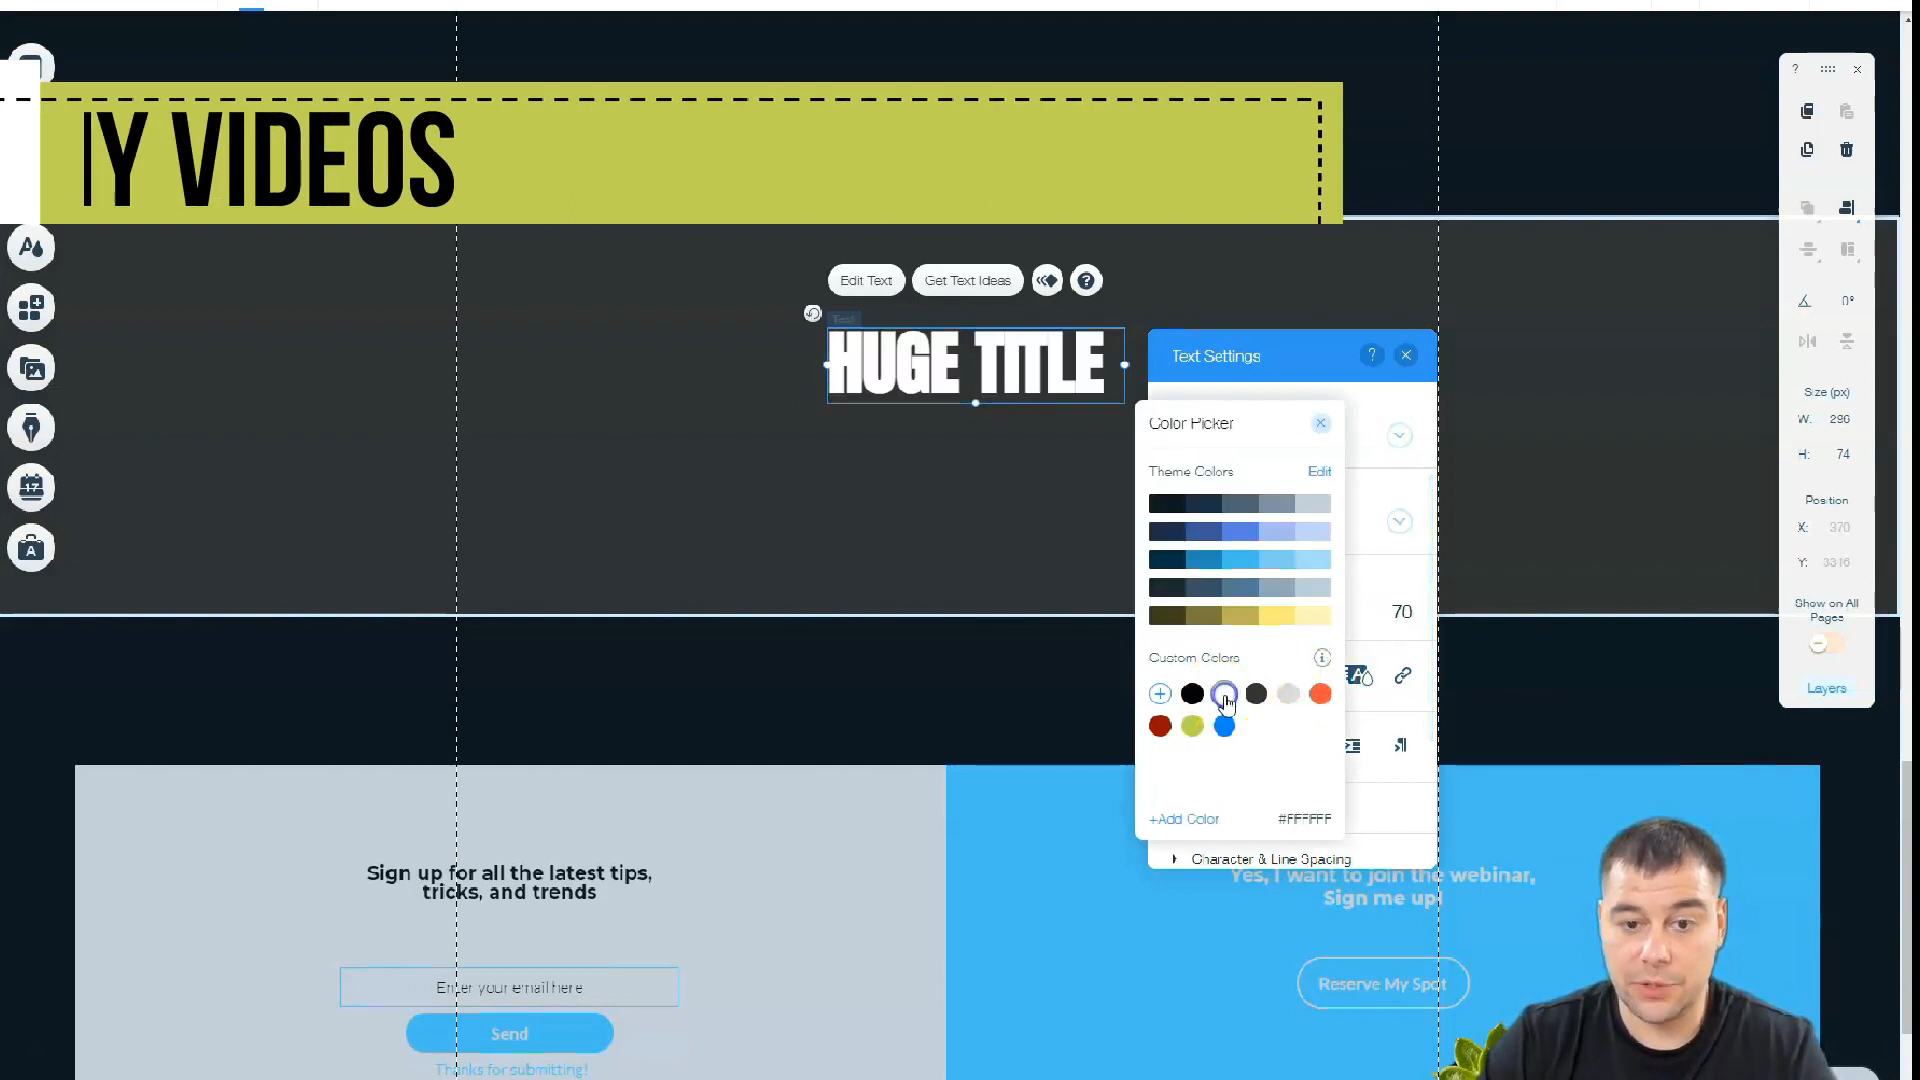 Y VIDEOS
Edit Text
Get Text Ideas
?
Text
HUGE TITLE
Text Settings
?
Color Picker
Theme Colors
Edit
70
Custom Colors
+Add Color
#FFFFFF
Character & Line Spacing
?
0°
Size (px)
W: 296
H: 74
Position
X: 370
Y: 3316
Show on All
Pages
Layers
17
A
Sign up for all the latest tips,
tricks, and trends
Enter your email here
Send
Thanks for submitting!
Yes, I want to join the webinar,
Sign me up!
Reserve My Spot